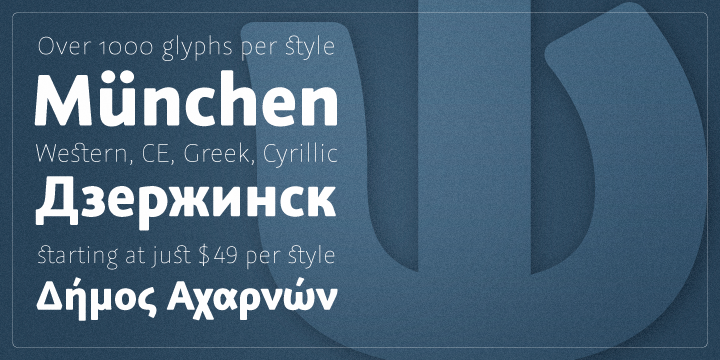 Over 1000 glyphs per style
München
Western, CE, Greek, Cyrillic
Дзержинск
starting at just $49 per style
Δήμος Αχαρνών